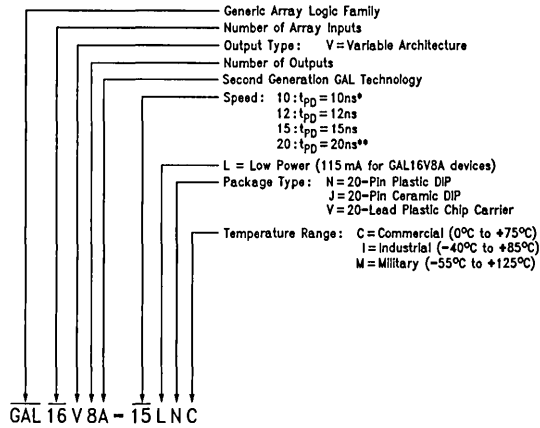 Generic Array Logic Family
Number of Array Inputs
Output Type: V = Variable Architecture
Number of Outputs
Second Generation GAL Technology
Speed: 10: tPD = 10ns*
12: tPD = 12ns
15: tPD = 15ns
20: tPD = 20ns**
L = Low Power (115 mA for GAL16V8A devices)
Package Type: N = 20-Pin Plastic DIP
J = 20-Pin Ceramic DIP
V = 20-Lead Plastic Chip Carrier
Temperature Range: C = Commercial (0°C to +75°C)
I = Industrial (-40°C to +85°C)
M = Military (-55°C to +125°C)
GAL 16 V 8 A - 15 L N C